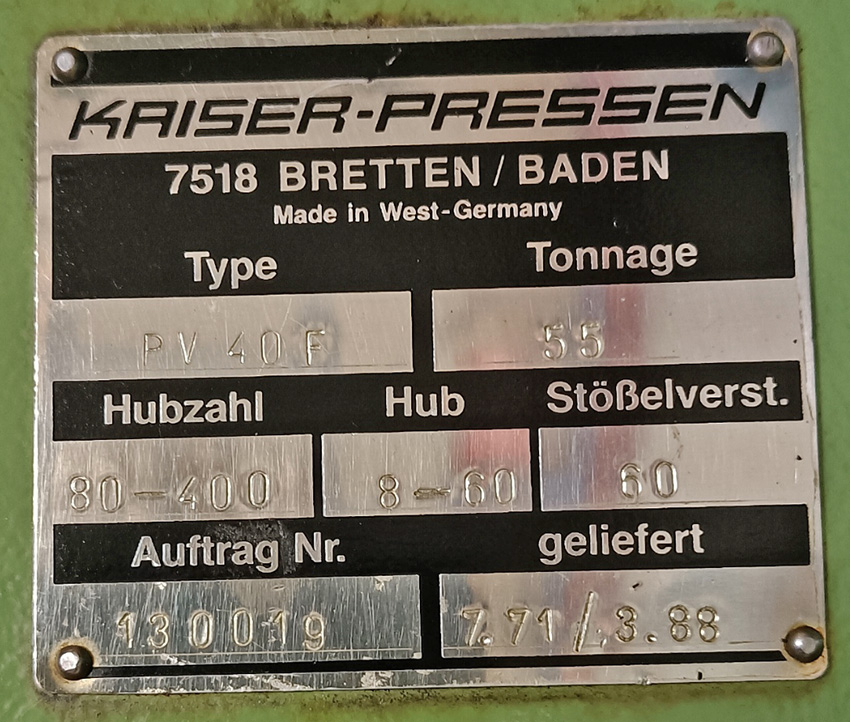 KAISER-PRESSEN
7518 BRETTEN / BADEN
Made in West-Germany
Type Tonnage
PV 40 F 55
Hubzahl Hub Stößelverst.
80-400 8-60 60
Auftrag Nr. geliefert
130019 7.71/.3.88